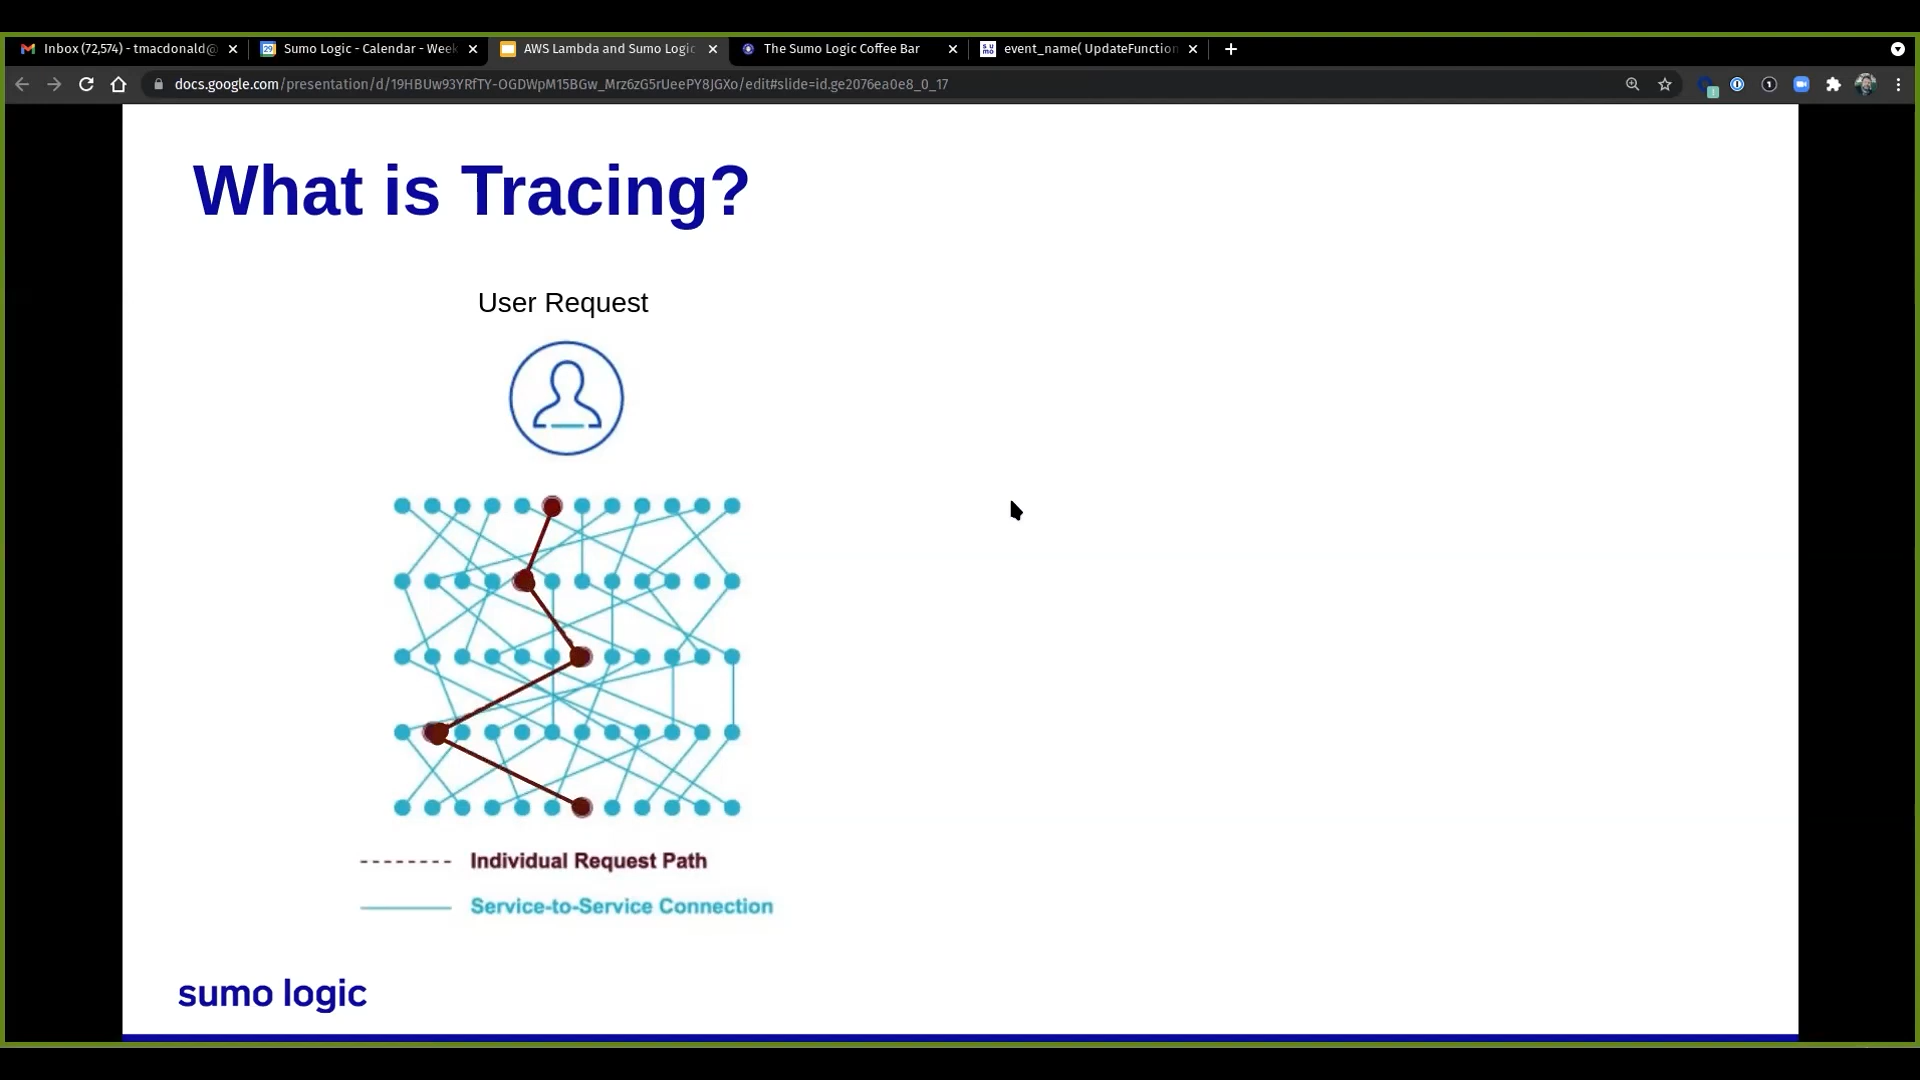 Inbox (72,574) - tmacdonald@
Sumo Logic - Calendar - Week
AWS Lambda and Sumo Logic
The Sumo Logic Coffee Bar
event_name( UpdateFunction
docs.google.com/presentation/d/19HBUw93YRfTY-OGDWpM15BGw_Mrz6zG5rUeePY8JGXo/edit#slide=id.ge2076ea0e8_0_17
What is Tracing?
User Request
Individual Request Path
Service-to-Service Connection
sumo logic